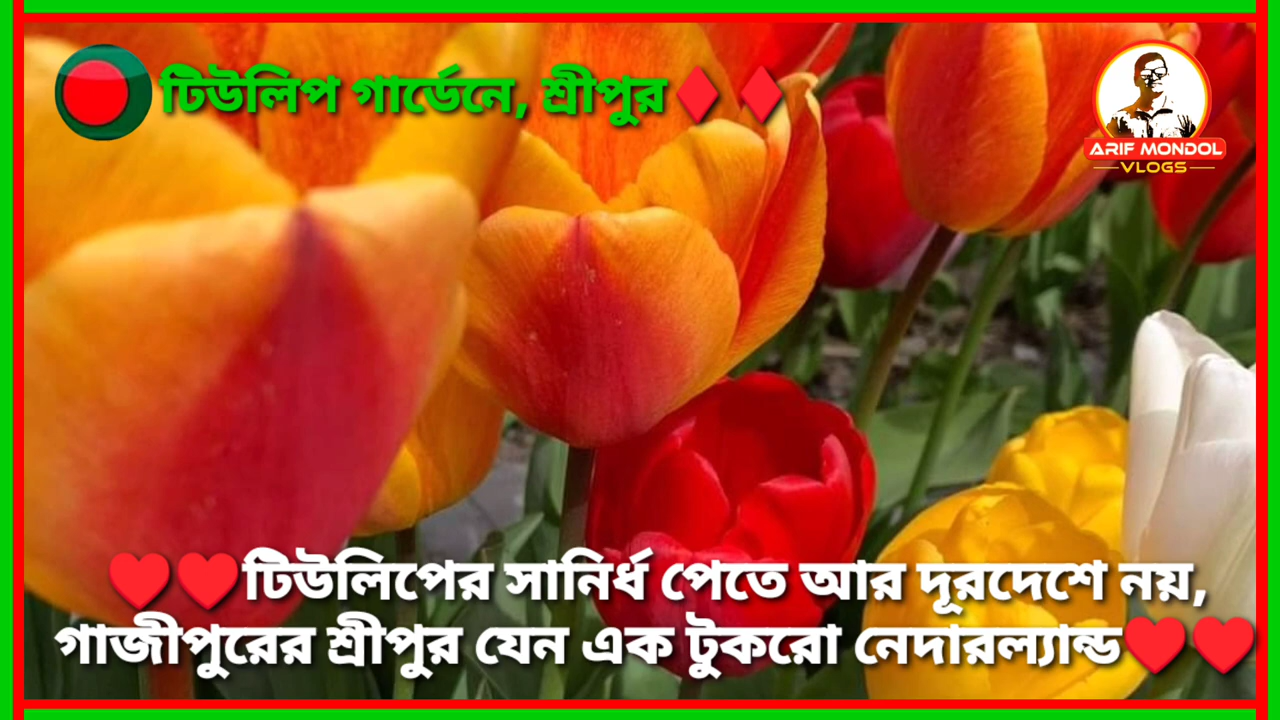 টিউলিপ গার্ডেনে, শ্রীপুর♦️♦️
ARIF MONDOL
VLOGS
♥️♥️টিউলিপের সানির্ধ পেতে আর দূরদেশে নয়,
গাজীপুরের শ্রীপুর যেন এক টুকরো নেদারল্যান্ড♥️♥️